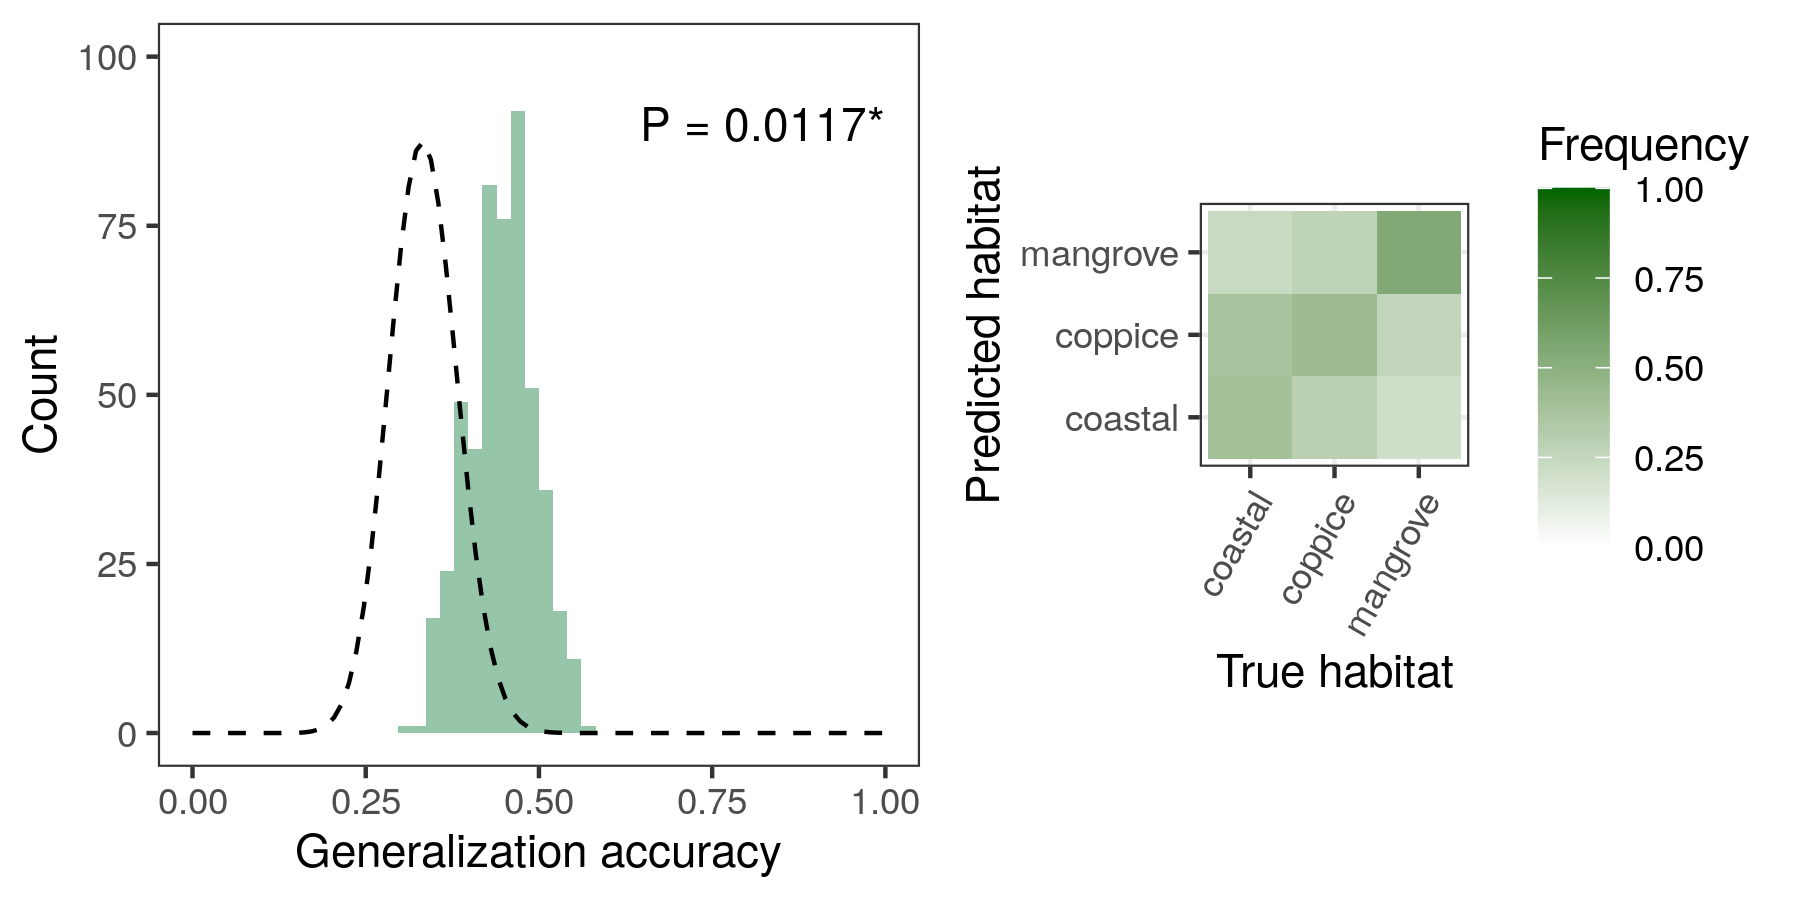 100
75
50
25
0
Count
P = 0.0117*
0.00 0.25 0.50 0.75 1.00
Generalization accuracy
Predicted habitat
mangrove
coppice
coastal
coastal coppice mangrove
True habitat
Frequency
1.00
0.75
0.50
0.25
0.00